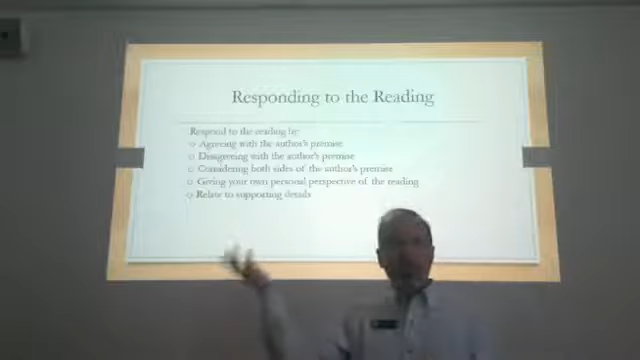 Responding to the Reading
Respond to the reading by
Agreeing with the author's premise
Disagreeing with the author's premise
Considering both sides of the author's premise
Giving your own personal perspective of the reading
Relate to supporting details